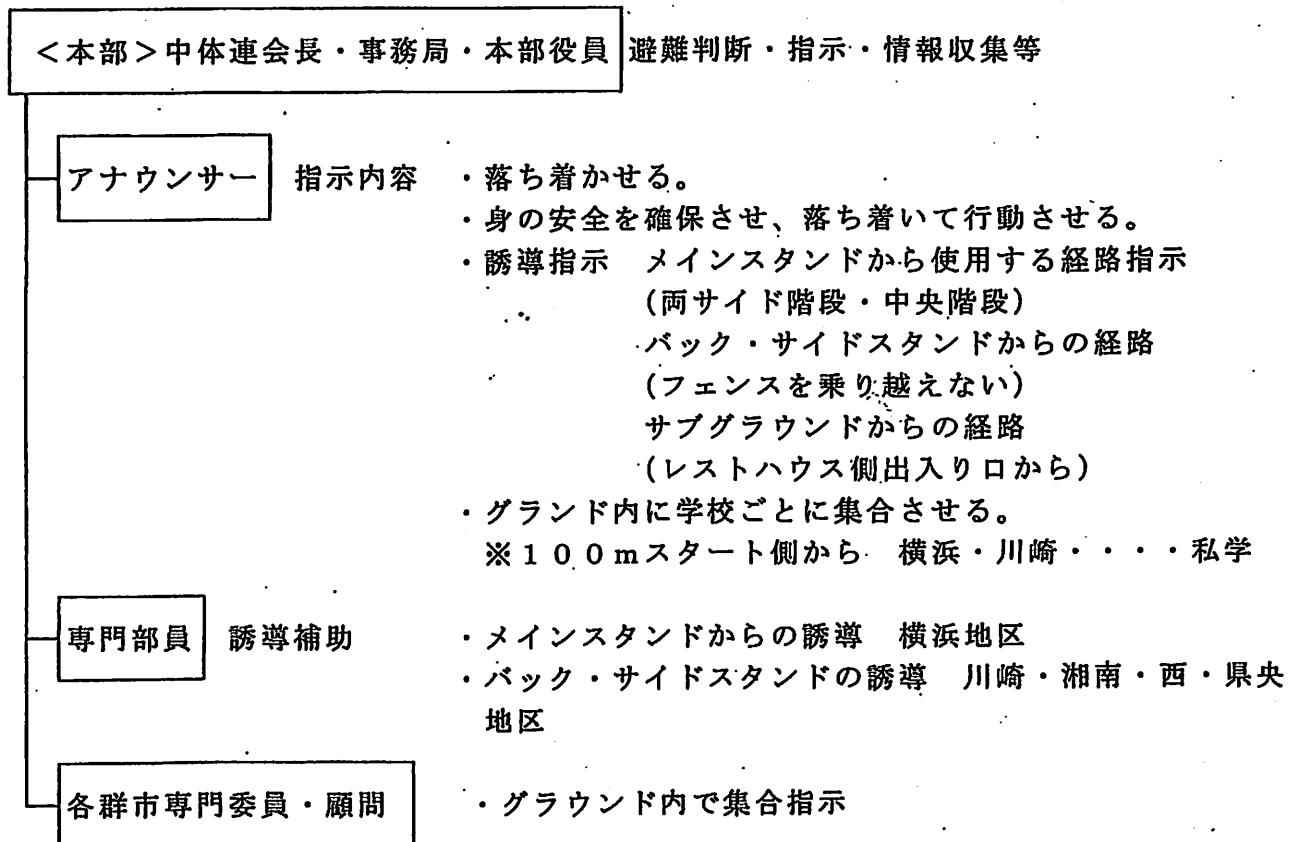 <本部>中体連会長・事務局・本部役員 避難判断・指示・情報収集等
アナウンサー 指示内容 ・落ち着かせる。
・身の安全を確保させ、落ち着いて行動させる。
・誘導指示 メインスタンドから使用する経路指示
(両サイド階段・中央階段)
バック・サイドスタンドからの経路
(フェンスを乗り越えない)
サブグラウンドからの経路
(レストハウス側出入り口から)
・グランド内に学校ごとに集合させる。
※100mスタート側から 横浜・川崎・・・・私学
専門部員 誘導補助 ・メインスタンドからの誘導 横浜地区
・バック・サイドスタンドの誘導 川崎・湘南・西・県央
地区
各群市専門委員・顧問 ・グラウンド内で集合指示